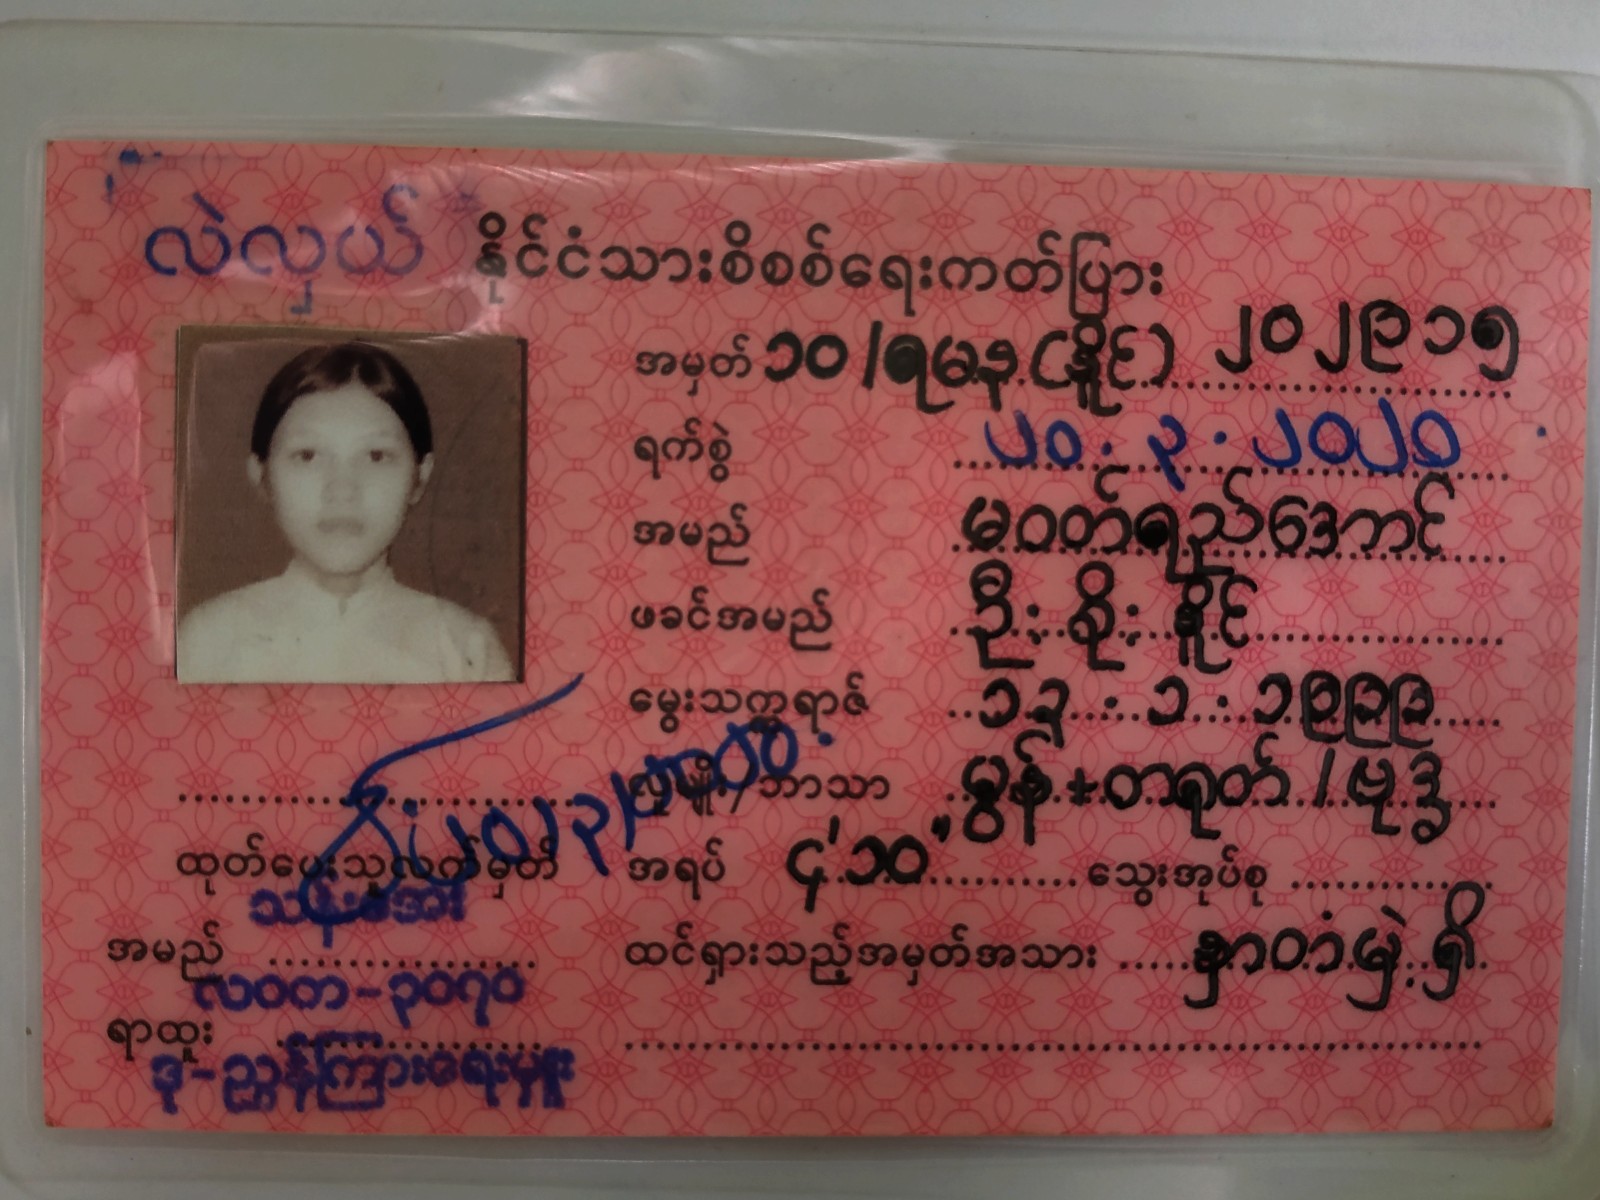 လဲလှယ် နိုင်ငံသားစိစစ်ရေးကတ်ပြား
အမှတ် ၁၀/ရမန(နိုင်) ၂၀၂၉၁၅
ရက်စွဲ ၂၀.၃.၂၀၂၀
အမည် မဝတ်ရည်ဒေကင်
ဖခင်အမည် ဦးစိုးနိုင်
မွေးသက္ကရာဇ် ၁၃.၁.၁၉၉၉
လူမျိုး/ဘာသာ မွန်+တရုတ်/ဗုဒ္ဓ
ထုတ်ပေးသူလက်မှတ်
အရပ် ၄'၁၀" သွေးအုပ်စု
သန်းအေး
အမည်
ထင်ရှားသည့်အမှတ်အသား နှာဝတံမှဲ့ရှိ
လဝတ-၃၀၇၀
ရာထူး
ဒု-ညွှန်ကြားရေးမှူး